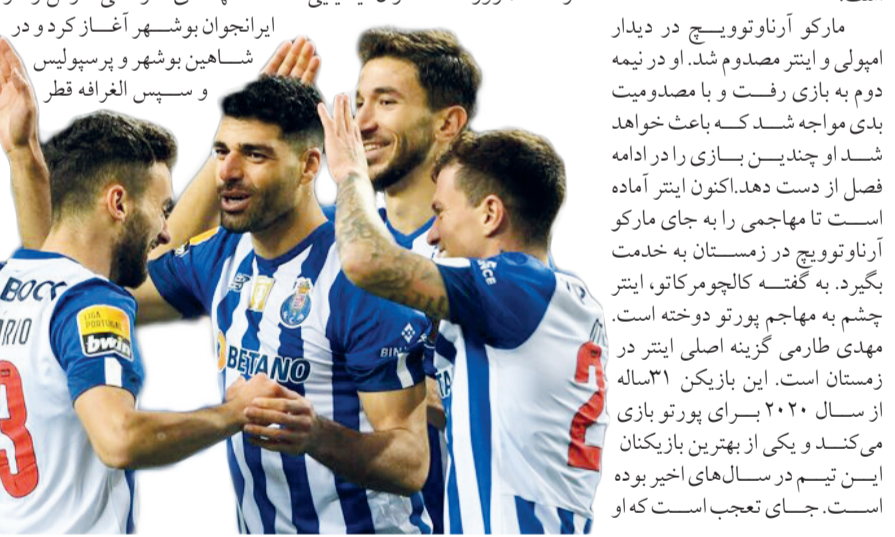 مارکو آرناوتوویچ در دیدار
امپولی و اینتر مصدوم شد. او در نیمه
دوم به بازی رفت و با مصدومیت
بدی مواجه شد که باعث خواهد
شد او چندین بازی را در ادامه
فصل از دست دهد.اکنون اینتر آماده
است تا مهاجمی را به جای مارکو
آرناوتوویچ در زمستان به خدمت
بگیرد. به گفته کالچومرکاتو، اینتر
چشم به مهاجم پورتو دوخته است.
مهدی طارمی گزینه اصلی اینتر در
زمستان است. این بازیکن ۳۱ساله
از سال ۲۰۲۰ برای پورتو بازی
می‌کند و یکی از بهترین بازیکنان
این تیم در سال‌های اخیر بوده
است. جای تعجب است که او
ایرانجوان بوشهر آغاز کرد و در
شاهین بوشهر و پرسپولیس
و سپس الغرافه قطر
LIGA
PORTUGAL
bwin
BETANO
3
2